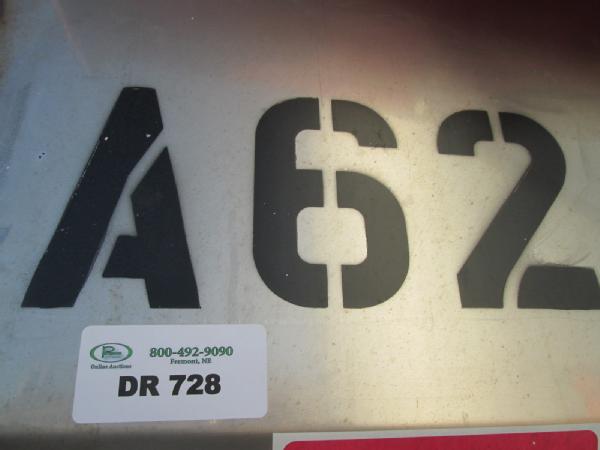 A62
800-492-9090
Fremont, NE
Online Auctions
DR 728